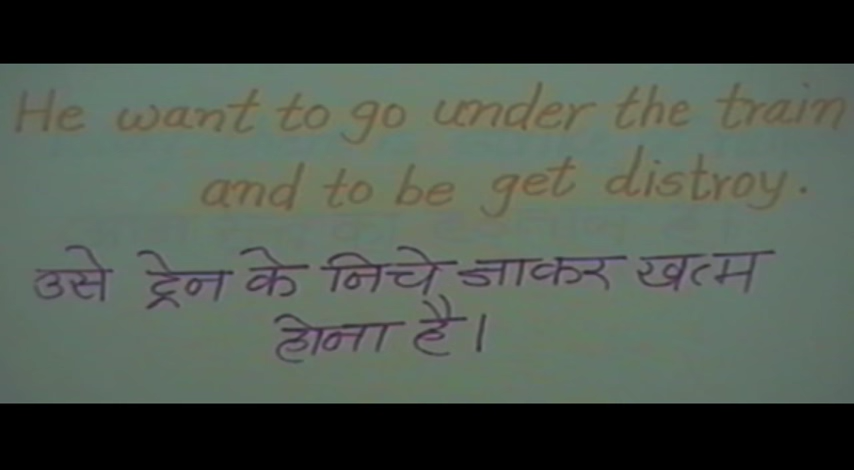 He want to go under the train
and to be get distroy.
उसे ट्रेन के निचे जाकर खत्म
होना है।